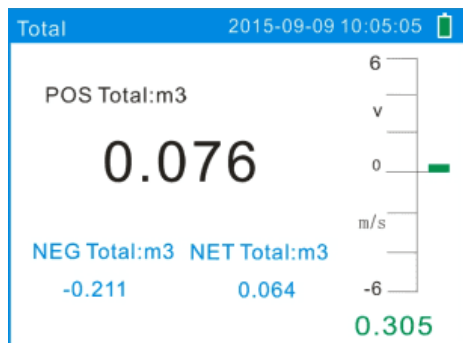 Total 2015-09-09 10:05:05
6
POS Total:m3
v
0.076
0
m/s
NEG Total:m3 NET Total:m3
-0.211 0.064
-6
0.305